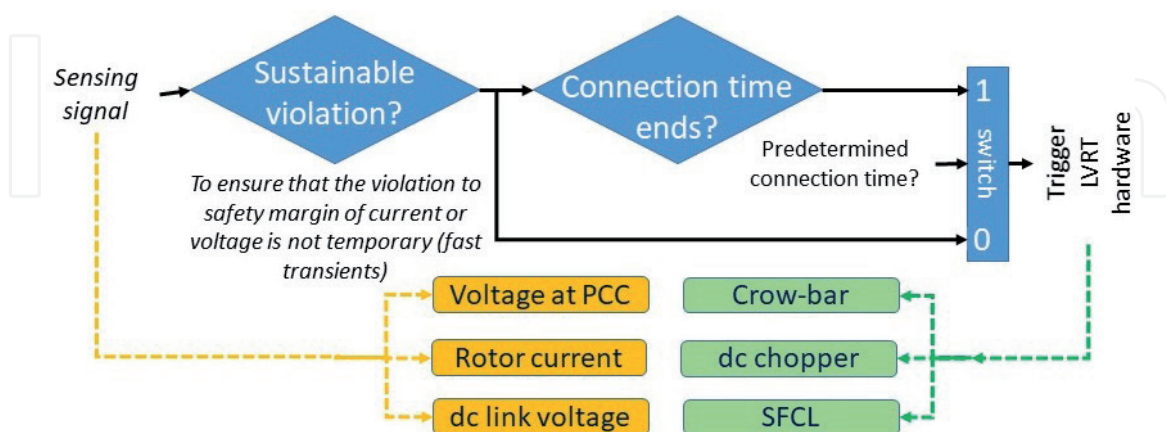 Sensing
signal
Sustainable
violation?
To ensure that the violation to
safety margin of current or
voltage is not temporary (fast
transients)
Connection time
ends?
Predetermined
connection time?
1
switch
0
Trigger
LVRT
hardware
Voltage at PCC
Rotor current
dc link voltage
Crow-bar
dc chopper
SFCL